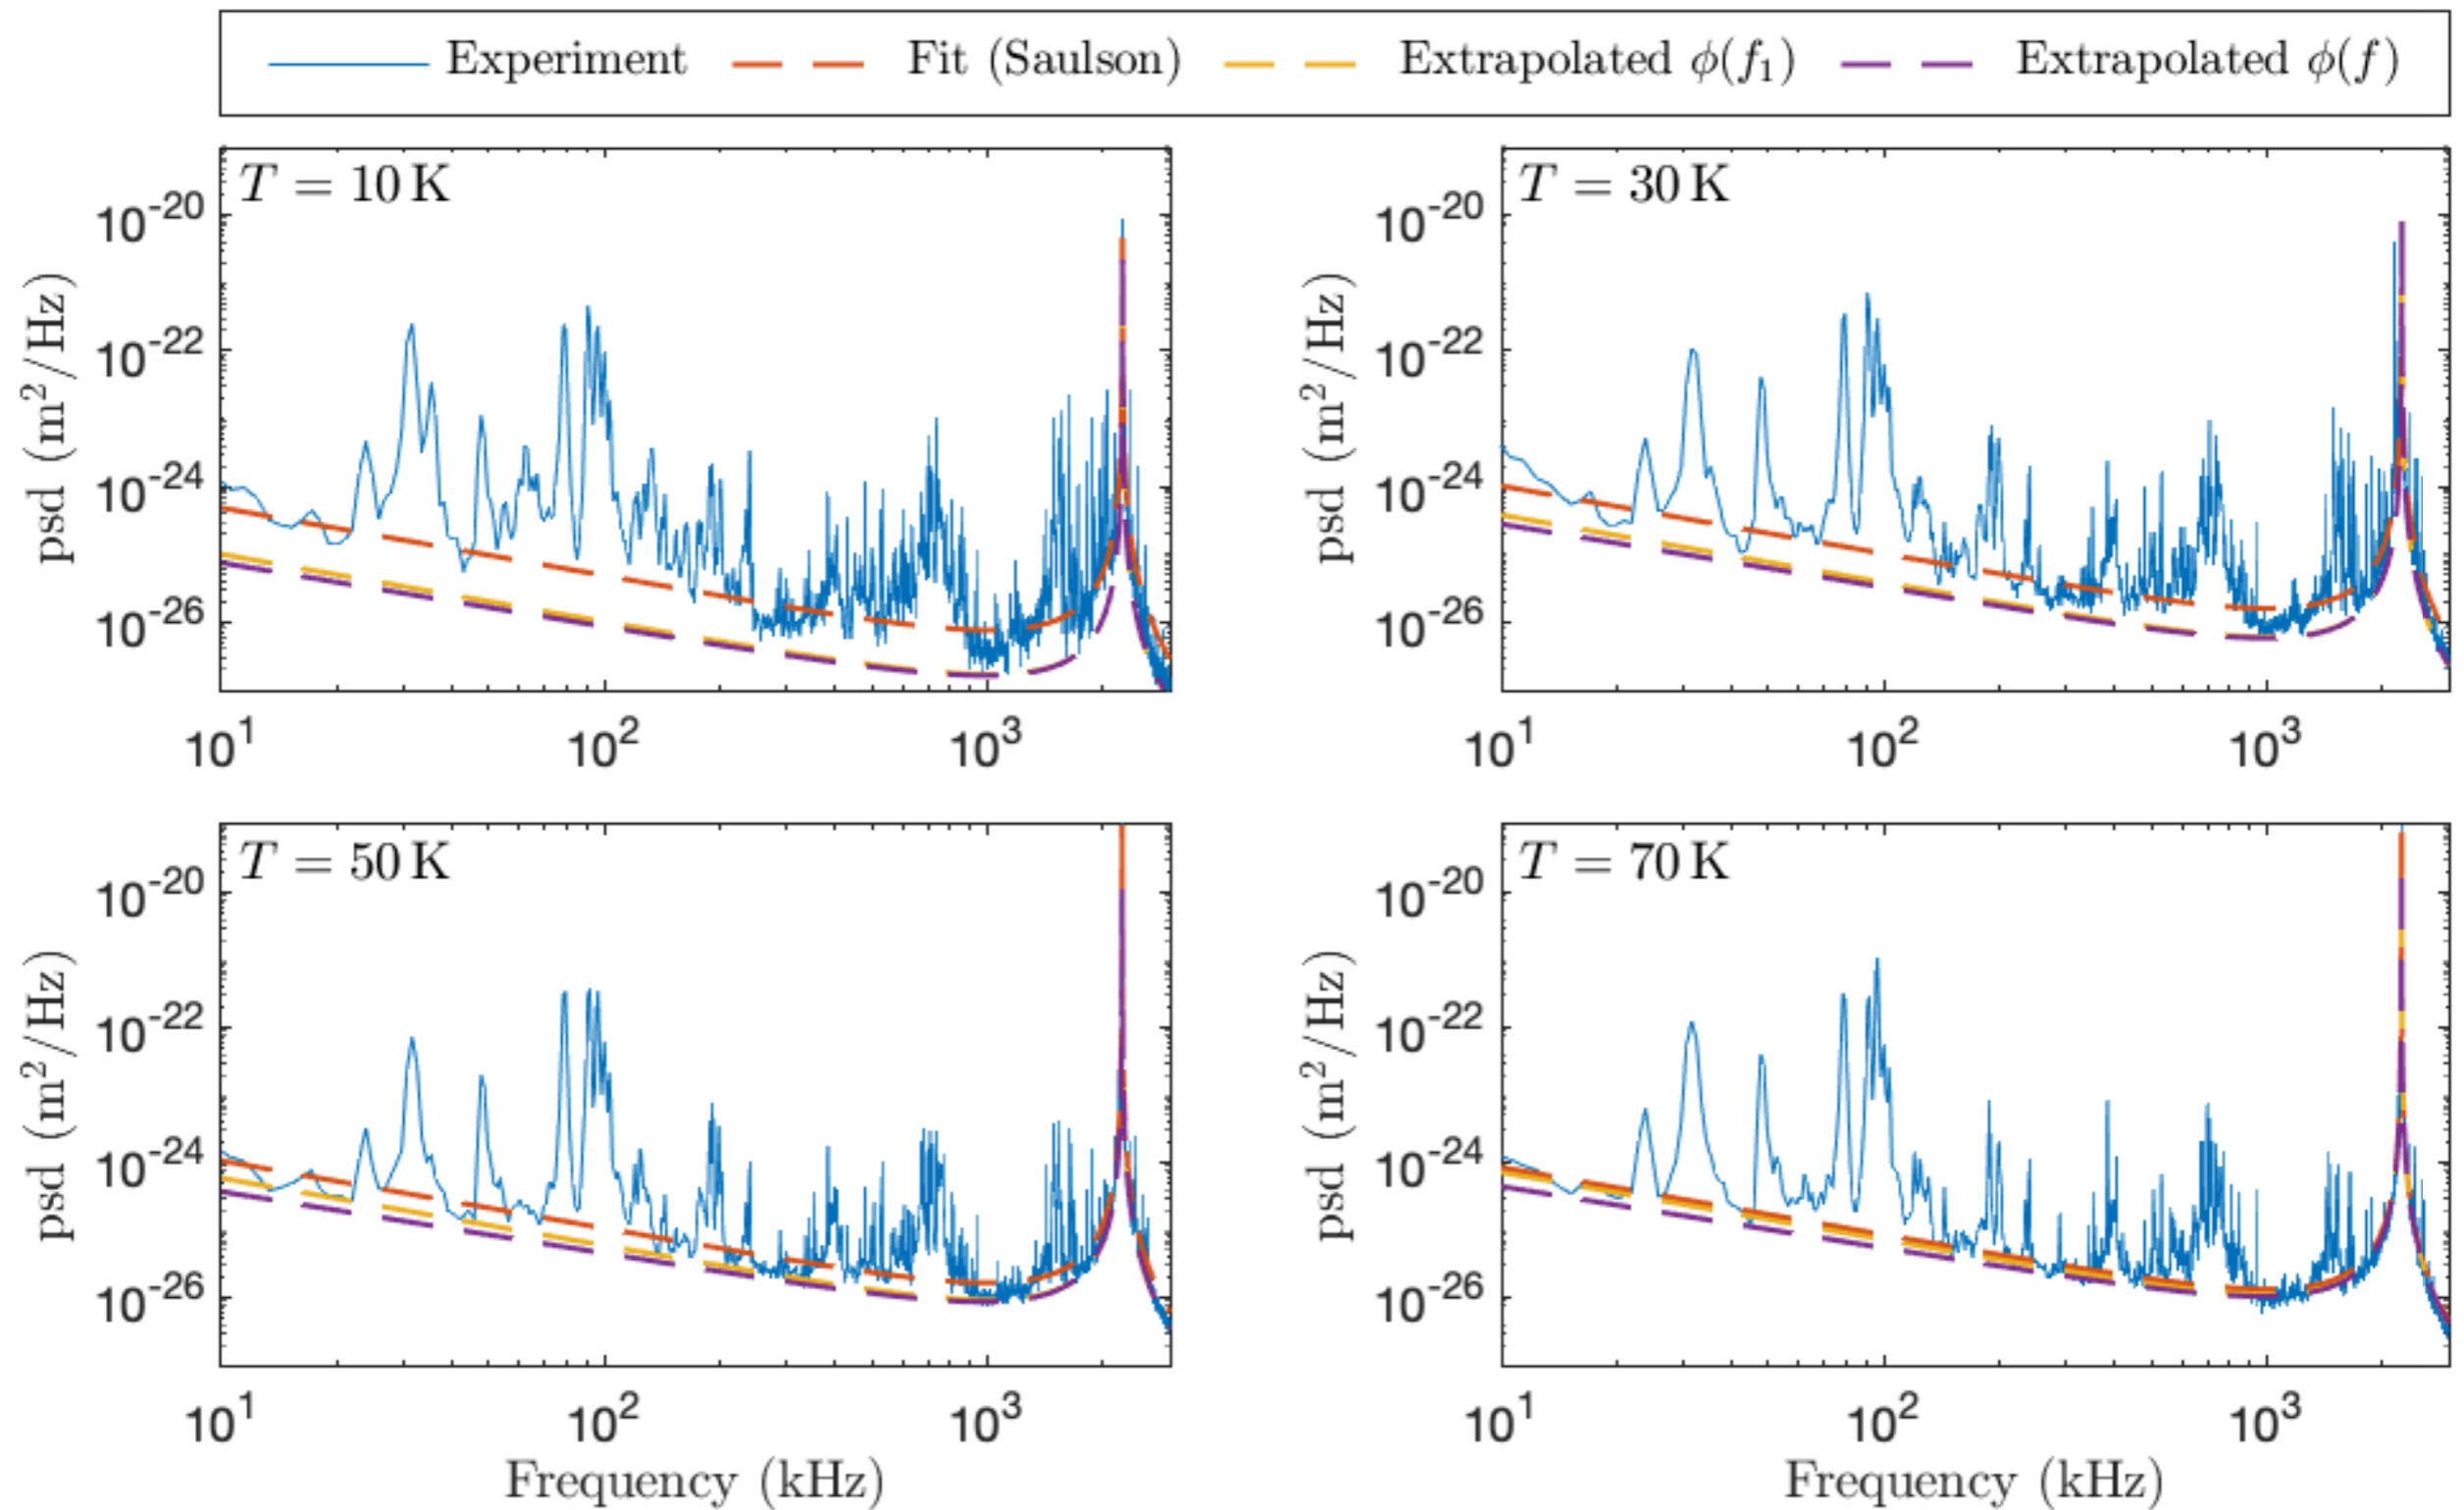 Experiment Fit (Saulson) Extrapolated ϕ(f₁) Extrapolated ϕ(f)
T = 10 K
T = 30 K
psd (m²/Hz)
10⁻²⁰
10⁻²²
10⁻²⁴
10⁻²⁶
10¹ 10² 10³
psd (m²/Hz)
10⁻²⁰
10⁻²²
10⁻²⁴
10⁻²⁶
10¹ 10² 10³
T = 50 K
T = 70 K
psd (m²/Hz)
10⁻²⁰
10⁻²²
10⁻²⁴
10⁻²⁶
10¹ 10² 10³
Frequency (kHz)
psd (m²/Hz)
10⁻²⁰
10⁻²²
10⁻²⁴
10⁻²⁶
10¹ 10² 10³
Frequency (kHz)